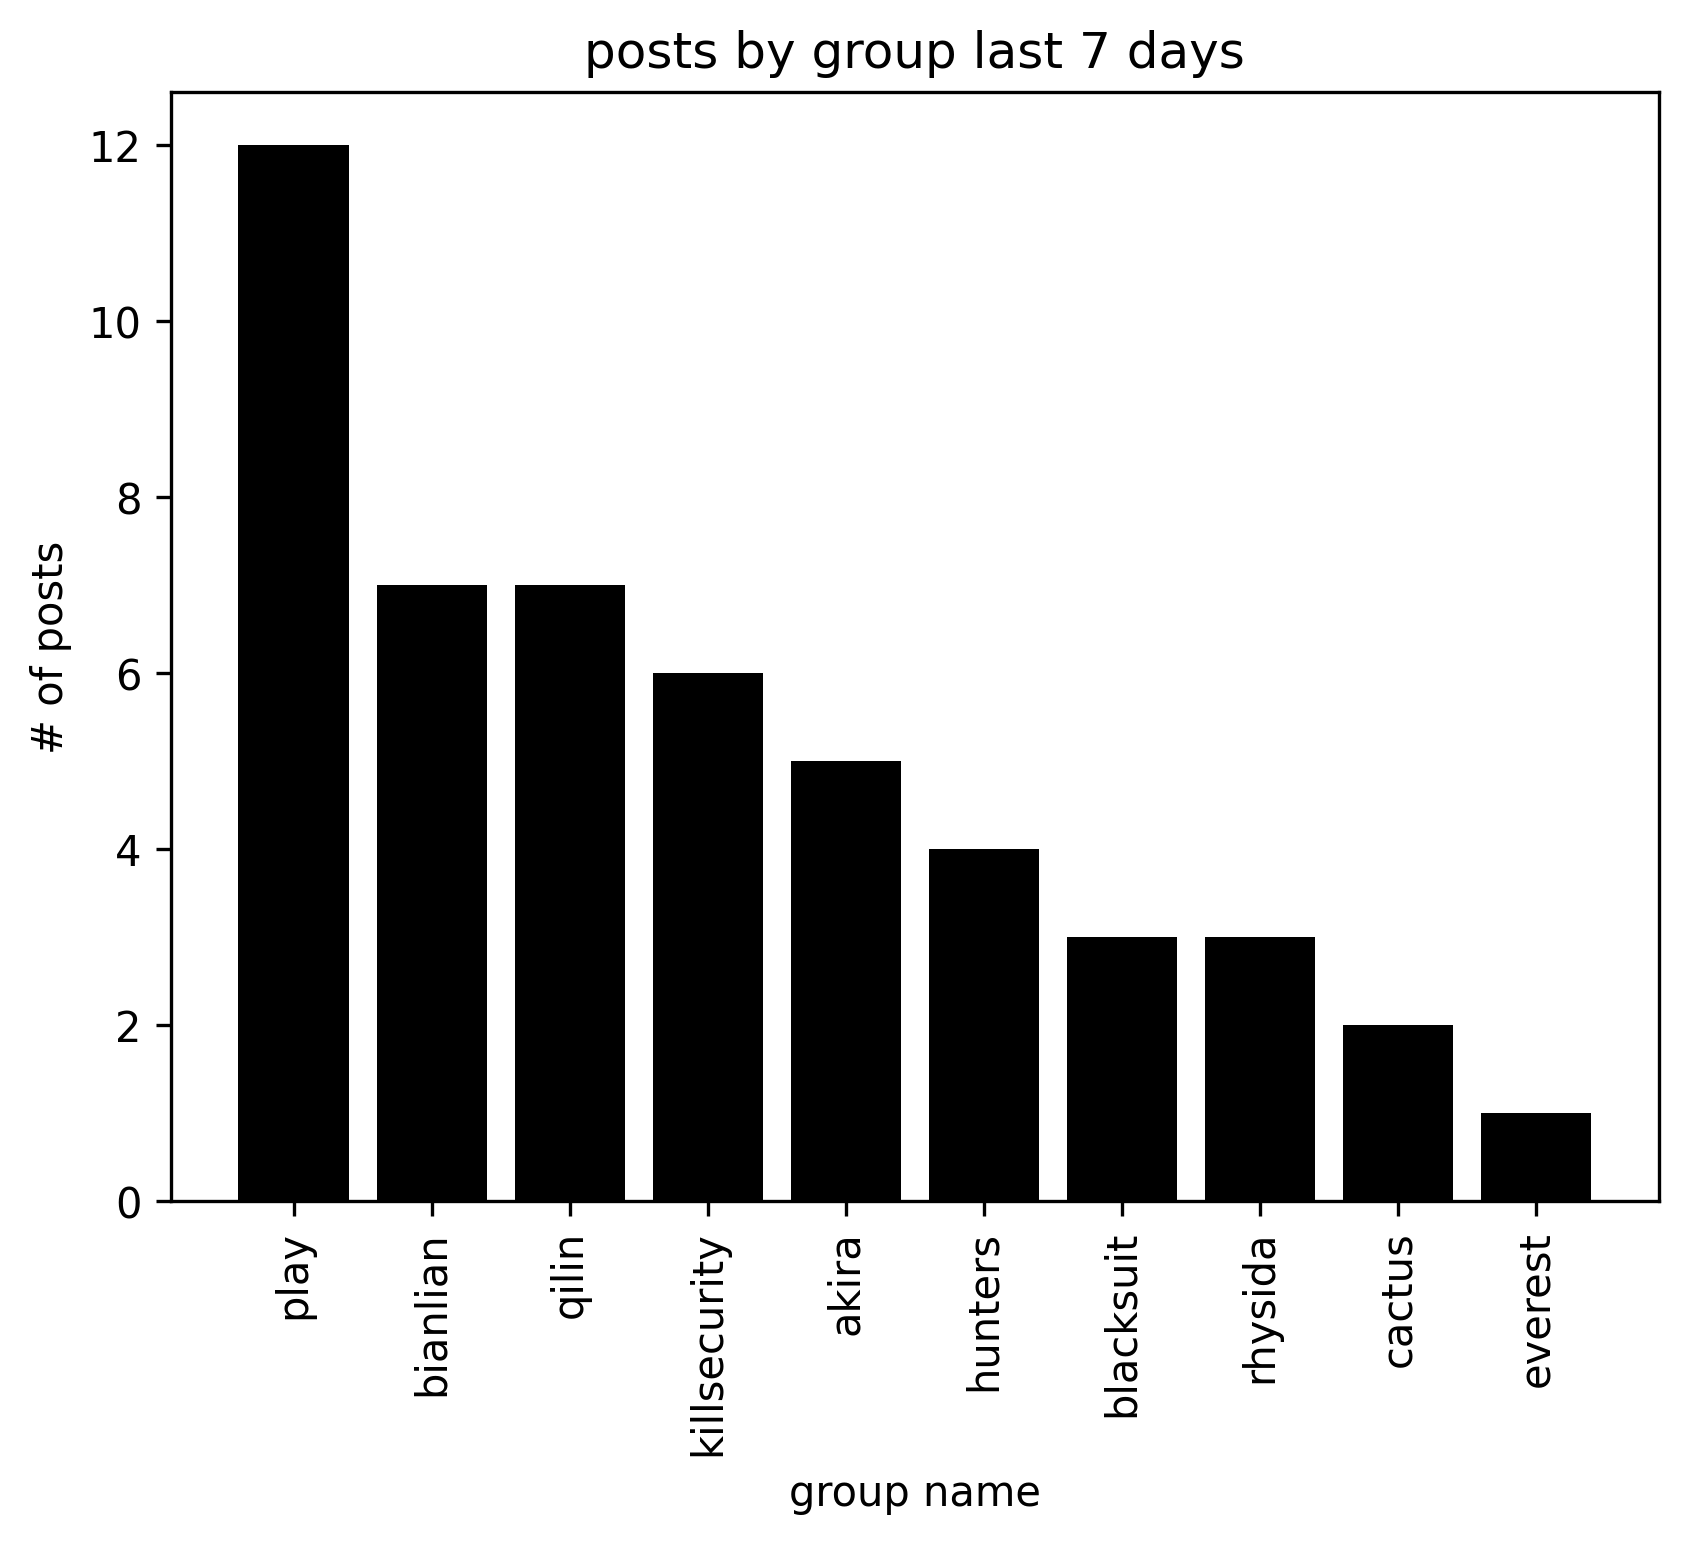 posts by group last 7 days
12
10
8
6
4
2
0
# of posts
play
bianlian
qilin
killsecurity
akira
hunters
blacksuit
rhysida
cactus
everest
group name